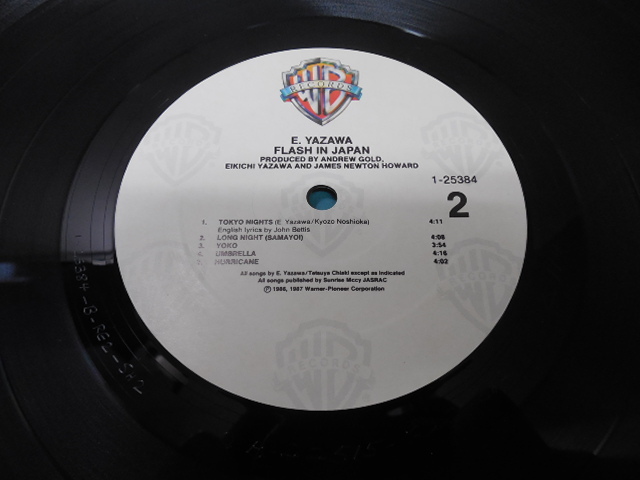 WB
RECORDS
E. YAZAWA
FLASH IN JAPAN
PRODUCED BY ANDREW GOLD,
EIKICHI YAZAWA AND JAMES NEWTON HOWARD
1-25384
2
1. TOKYO NIGHTS (E. Yazawa/Kyozo Noshioka) 4:11
English lyrics by John Bettis
2. LONG NIGHT (SAMAYOI) 4:06
3. YOKO 3:54
4. UMBRELLA 4:16
5. HURRICANE 4:02
All songs by E. Yazawa/Tetsuya Chiaki except as indicated
All songs published by Sunrise Mccy JASRAC
Ⓟ 1986, 1987 Warner-Pioneer Corporation